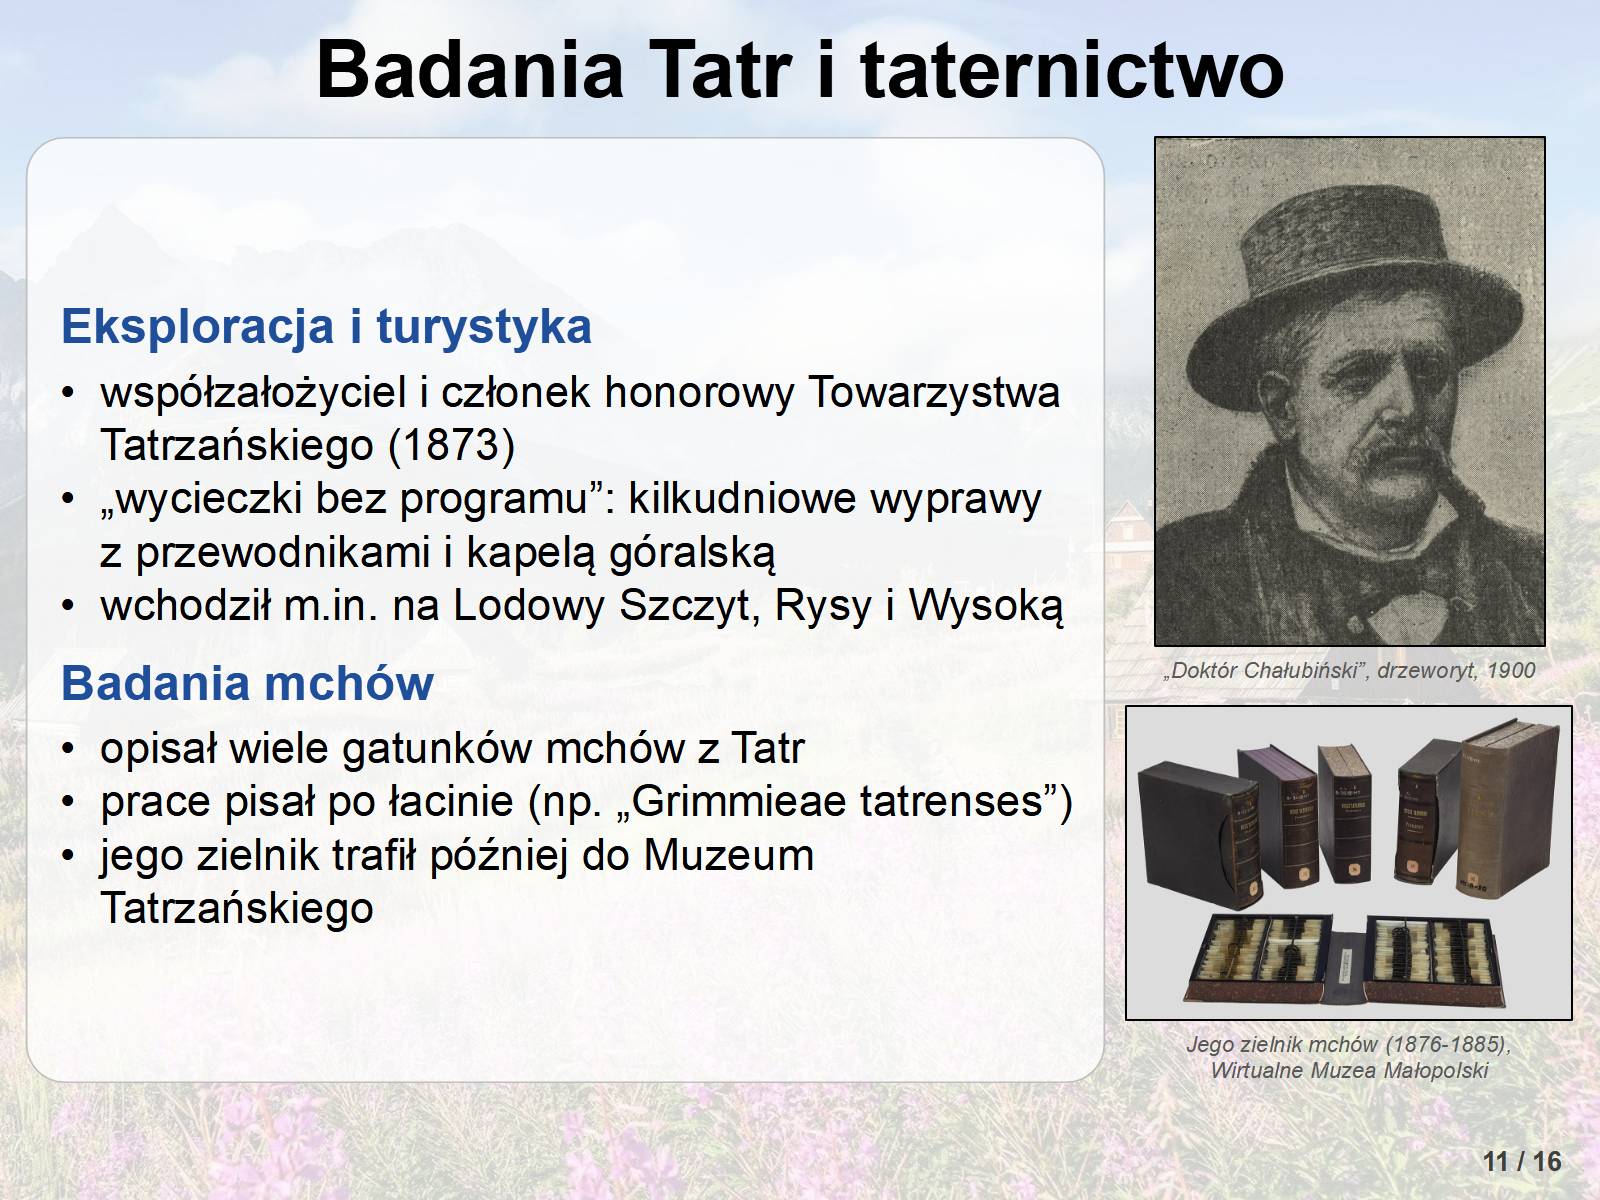 Badania Tatr i taternictwo
Eksploracja i turystyka
• współzałożyciel i członek honorowy Towarzystwa
Tatrzańskiego (1873)
• „wycieczki bez programu”: kilkudniowe wyprawy
z przewodnikami i kapelą góralską
• wchodził m.in. na Lodowy Szczyt, Rysy i Wysoką
Badania mchów
• opisał wiele gatunków mchów z Tatr
• prace pisał po łacinie (np. „Grimmieae tatrenses”)
• jego zielnik trafił później do Muzeum
Tatrzańskiego
„Doktór Chałubiński”, drzeworyt, 1900
Jego zielnik mchów (1876-1885),
Wirtualne Muzea Małopolski
11 / 16